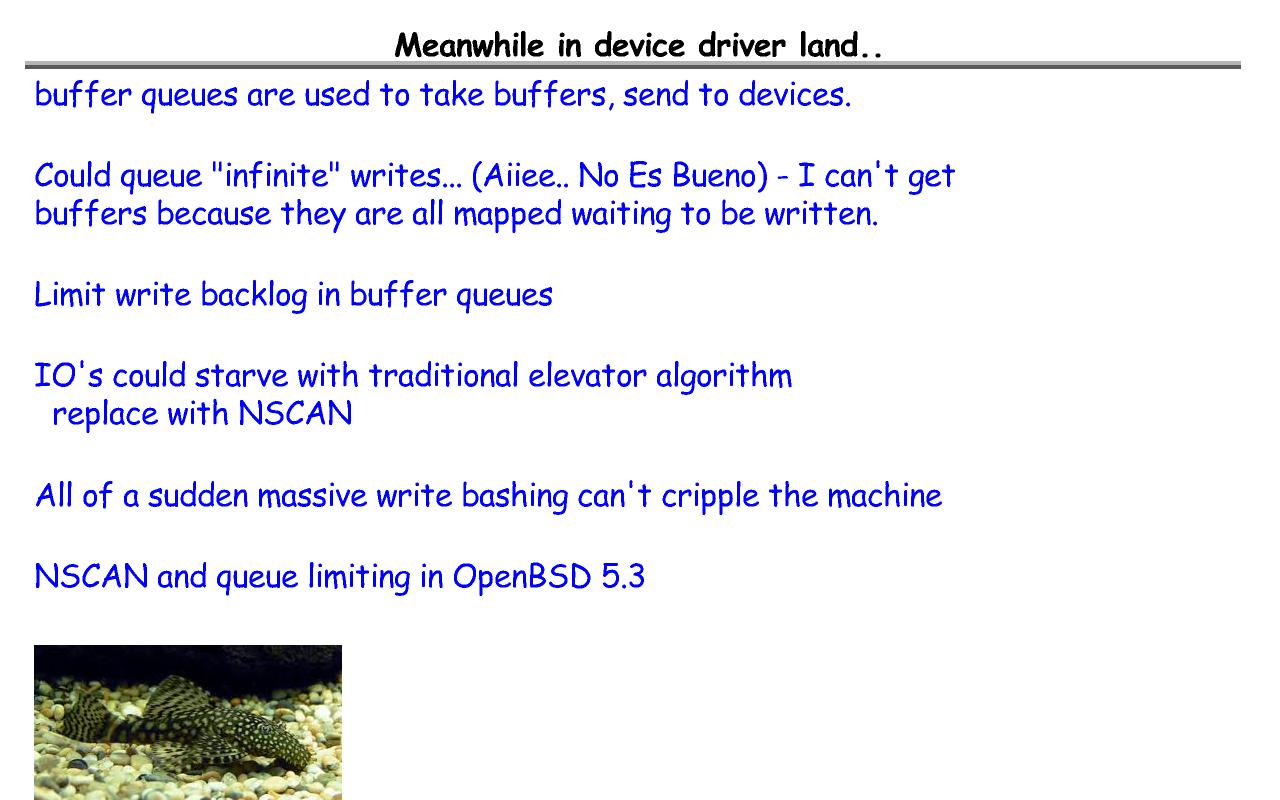 Meanwhile in device driver land..
buffer queues are used to take buffers, send to devices.
Could queue "infinite" writes... (Aiiee.. No Es Bueno) - I can't get
buffers because they are all mapped waiting to be written.
Limit write backlog in buffer queues
IO's could starve with traditional elevator algorithm
replace with NSCAN
All of a sudden massive write bashing can't cripple the machine
NSCAN and queue limiting in OpenBSD 5.3